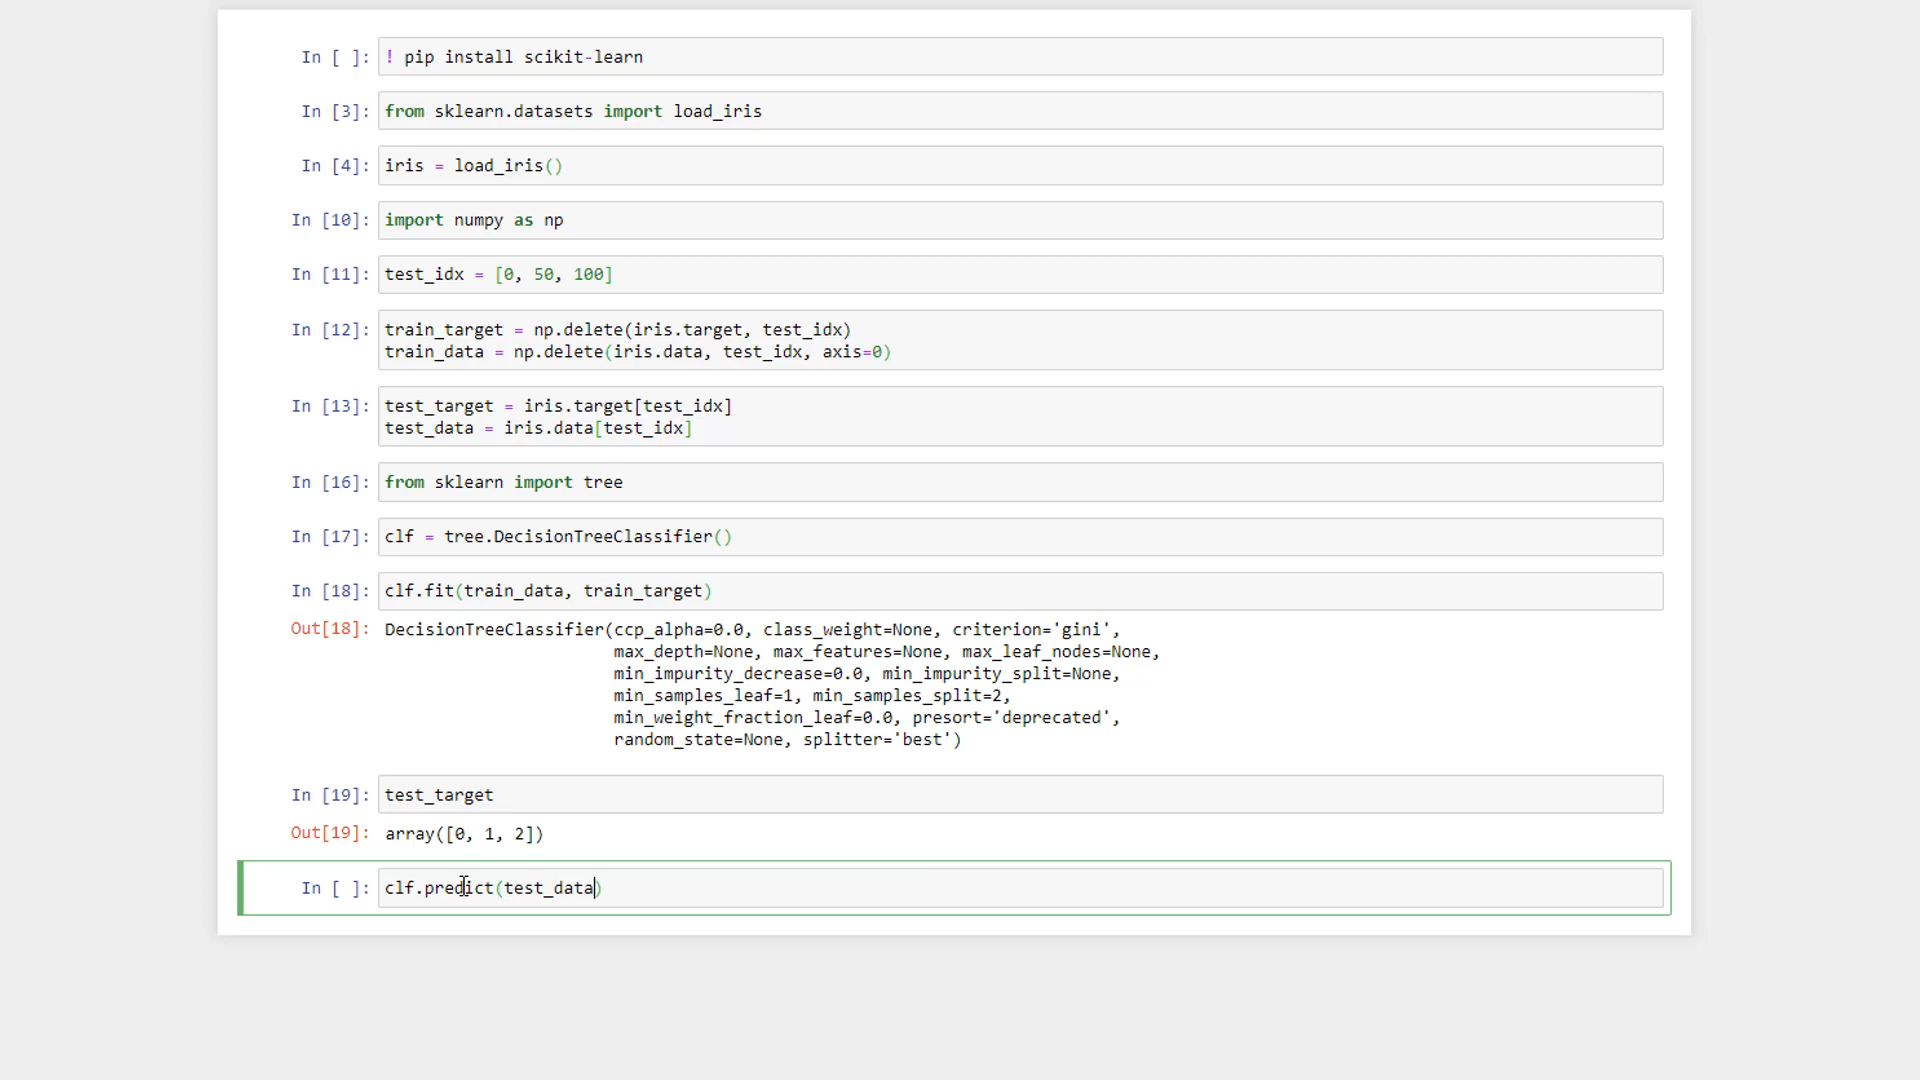 In [ ]: ! pip install scikit-learn
In [3]: from sklearn.datasets import load_iris
In [4]: iris = load_iris()
In [10]: import numpy as np
In [11]: test_idx = [0, 50, 100]
In [12]: train_target = np.delete(iris.target, test_idx)
train_data = np.delete(iris.data, test_idx, axis=0)
In [13]: test_target = iris.target[test_idx]
test_data = iris.data[test_idx]
In [16]: from sklearn import tree
In [17]: clf = tree.DecisionTreeClassifier()
In [18]: clf.fit(train_data, train_target)
Out[18]: DecisionTreeClassifier(ccp_alpha=0.0, class_weight=None, criterion='gini',
max_depth=None, max_features=None, max_leaf_nodes=None,
min_impurity_decrease=0.0, min_impurity_split=None,
min_samples_leaf=1, min_samples_split=2,
min_weight_fraction_leaf=0.0, presort='deprecated',
random_state=None, splitter='best')
In [19]: test_target
Out[19]: array([0, 1, 2])
In [ ]: clf.predict(test_data)